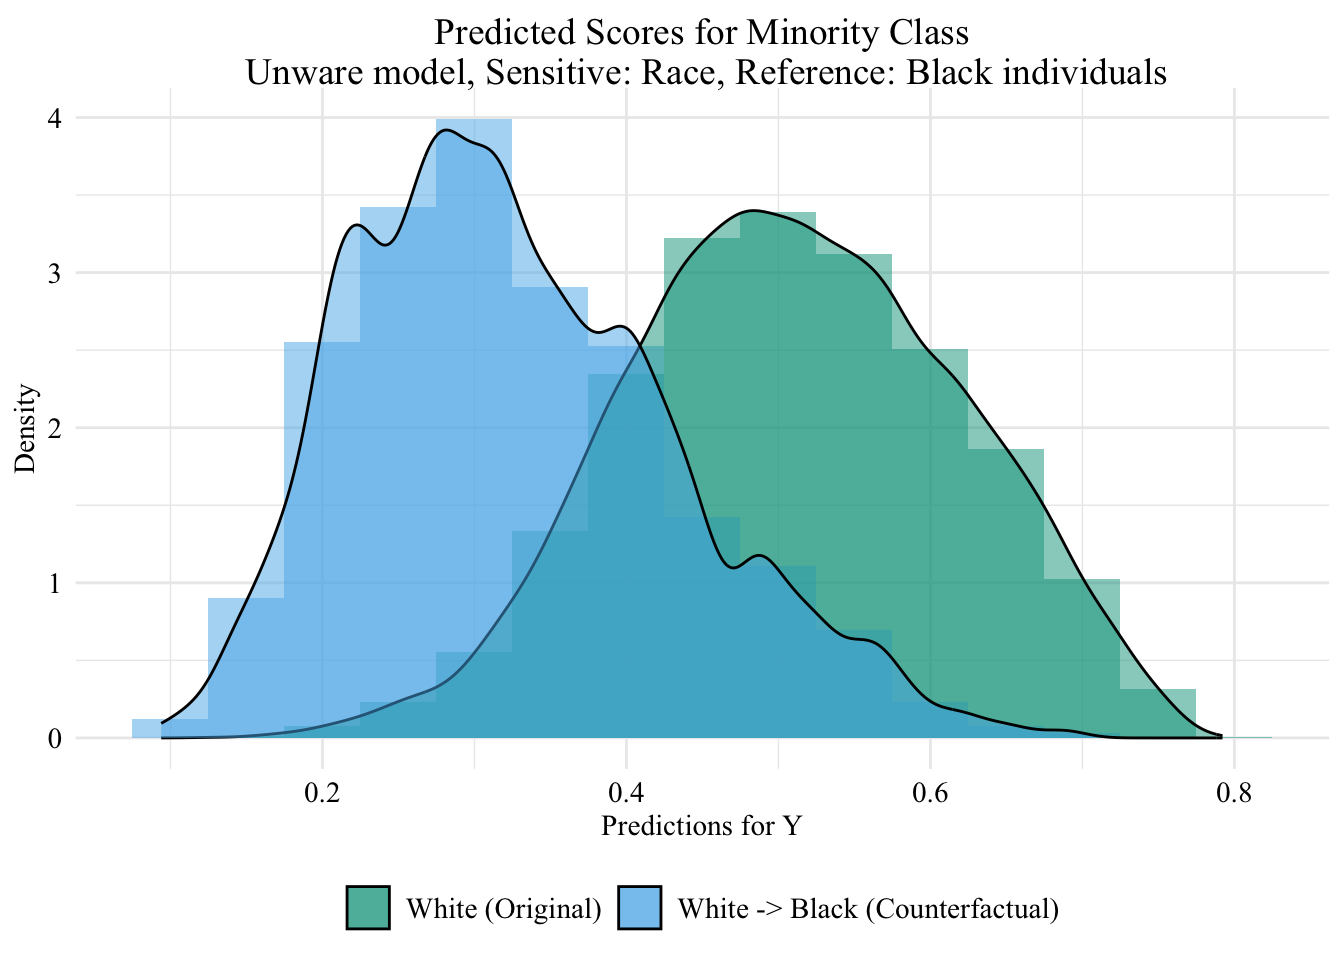 Predicted Scores for Minority Class
Unware model, Sensitive: Race, Reference: Black individuals
4
3
2
1
0
Density
0.2 0.4 0.6 0.8
Predictions for Y
White (Original) White -> Black (Counterfactual)